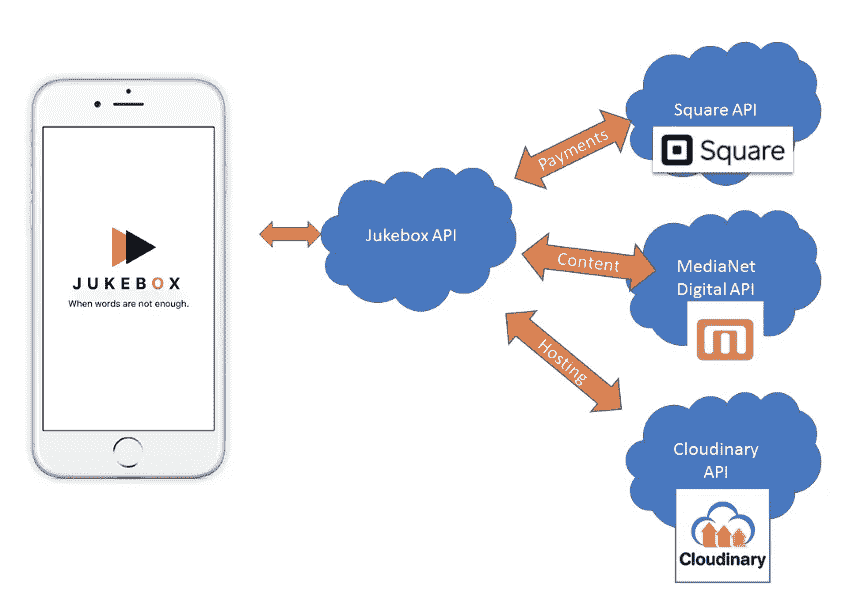 JUKEBOX
When words are not enough.
Jukebox API
Payments
Content
Hosting
Square API
Square
MediaNet
Digital API
m
Cloudinary
API
Cloudinary